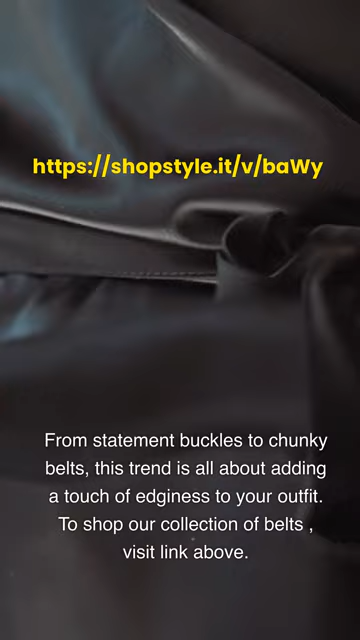 https://shopstyle.it/v/baWy
From statement buckles to chunky
belts, this trend is all about adding
a touch of edginess to your outfit.
To shop our collection of belts ,
visit link above.